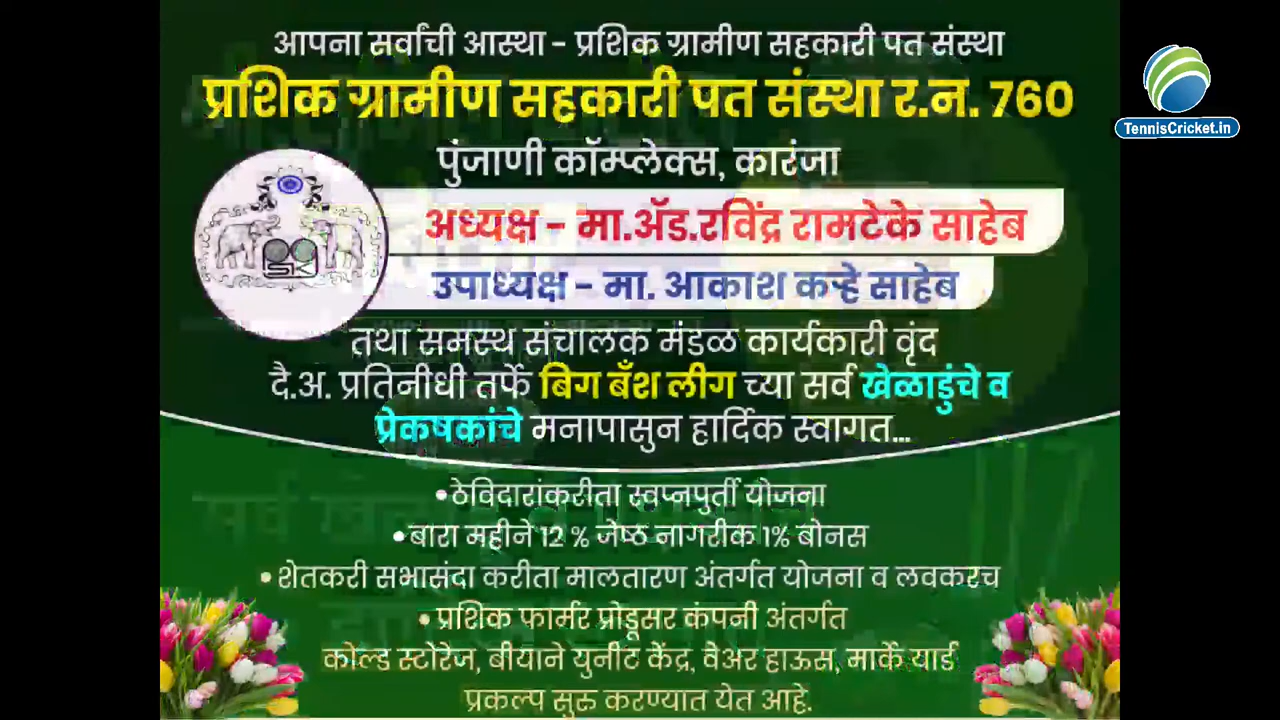 आपना सर्वांची आस्था - प्रशिक ग्रामीण सहकारी पत संस्था
प्रशिक ग्रामीण सहकारी पत संस्था र.न. 760
पुंजाणी कॉम्प्लेक्स, कारंजा
अध्यक्ष - मा.ॲड.रविंद्र रामटेके साहेब
उपाध्यक्ष - मा. आकाश कऱ्हे साहेब
तथा समस्थ संचालक मंडळ कार्यकारी वृंद
दै.अ. प्रतिनीधी तर्फे बिग बॅंश लीग च्या सर्व खेळाडुंचे व
प्रेकषकांचे मनापासुन हार्दिक स्वागत...
•ठेविदारांकरीता स्वप्नपुर्ती योजना
•बारा महीने 12 % जेष्ठ नागरीक 1% बोनस
•शेतकरी सभासंदा करीता मालतारण अंतर्गत योजना व लवकरच
•प्रशिक फार्मर प्रोडूसर कंपनी अंतर्गत
कोल्ड स्टोरेज, बीयाने युनीट केंद्र, वेअर हाऊस, मार्के यार्ड
प्रकल्प सुरु करण्यात येत आहे.
SK
TennisCricket.in